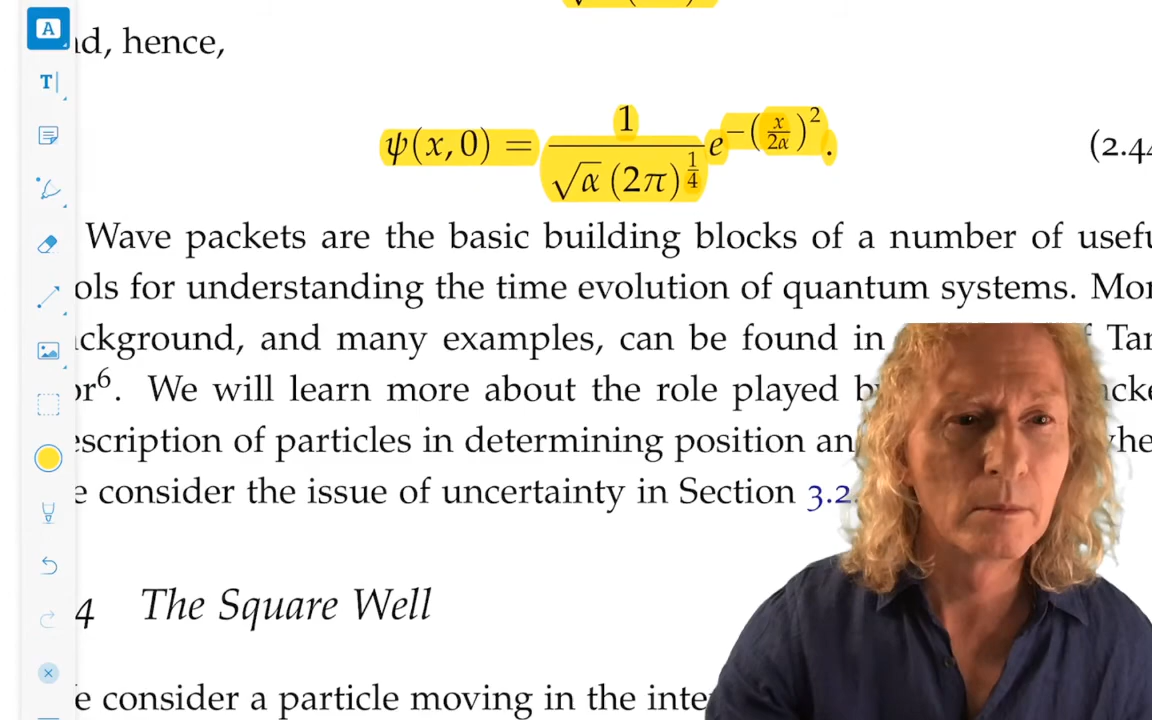 A
T|
nd, hence,
ψ(x, 0) = 1 / √α (2π)^{1/4} e^{−(x/2α)^2}.
(2.44
Wave packets are the basic building blocks of a number of usefu
ols for understanding the time evolution of quantum systems. Mor
ckground, and many examples, can be found in f Tan
or⁶. We will learn more about the role played b acke
escription of particles in determining position an whe
e consider the issue of uncertainty in Section 3.2.
4 The Square Well
e consider a particle moving in the inte